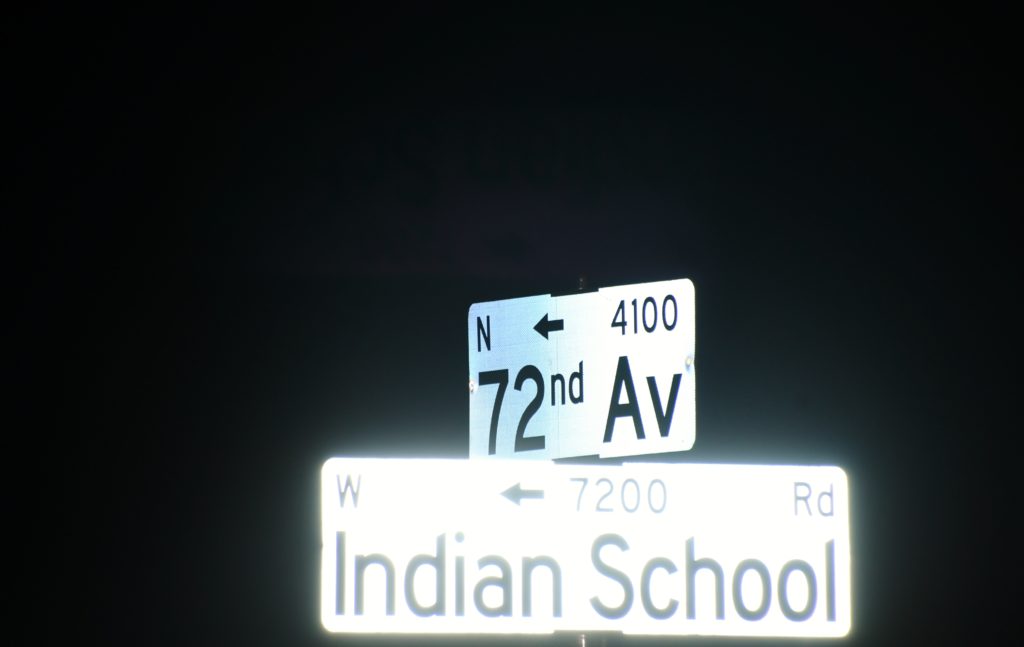 N ← 4100
72nd Av
W ← 7200 Rd
Indian School